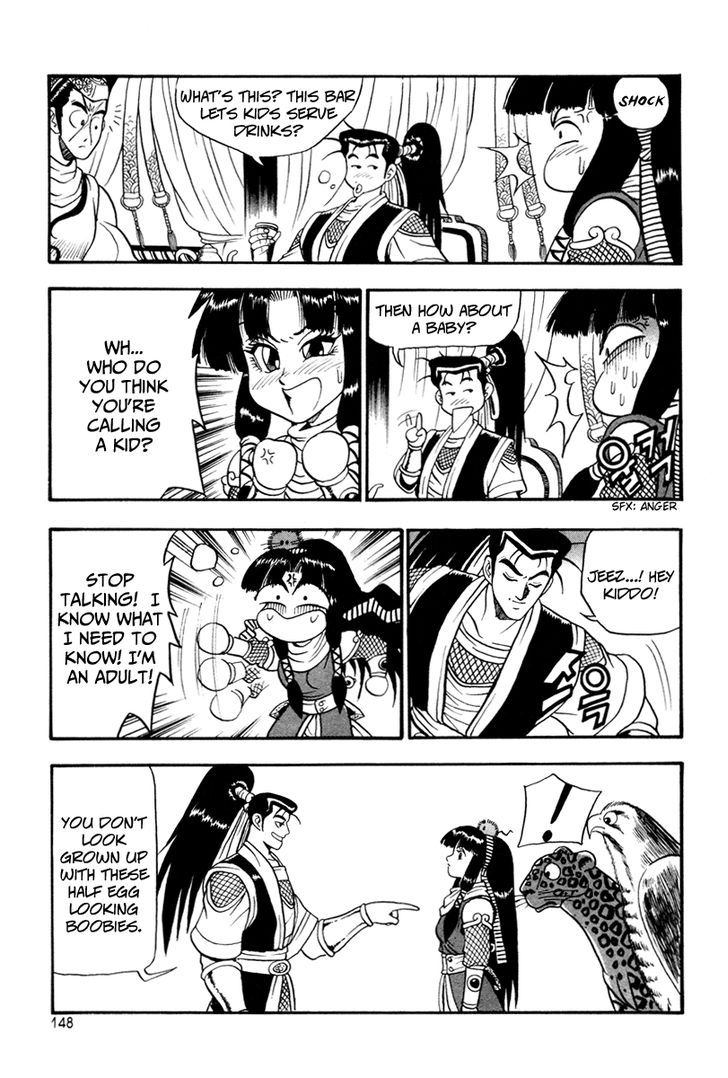 WHAT'S THIS? THIS BAR
LETS KIDS SERVE
DRINKS?
SHOCK
WH...
WHO DO
YOU THINK
YOU'RE
CALLING
A KID?
THEN HOW ABOUT
A BABY?
SFX: ANGER
STOP
TALKING! I
KNOW WHAT
I NEED TO
KNOW! I'M
AN ADULT!
JEEZ...! HEY
KIDDO!
YOU DON'T
LOOK
GROWN UP
WITH THESE
HALF EGG
LOOKING
BOOBIES.
!
148